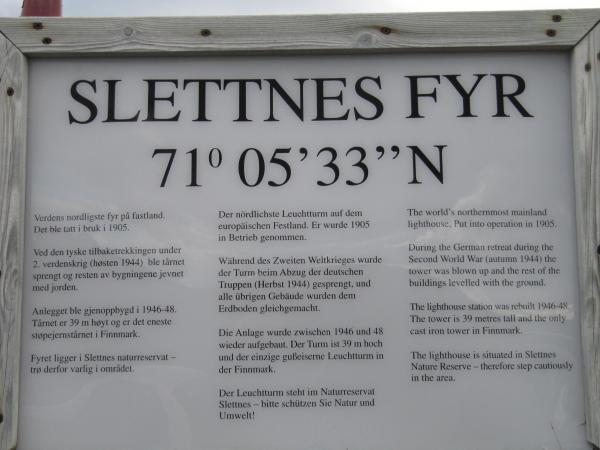 SLETTNES FYR
71⁰ 05’33”N
Verdens nordligste fyr på fastland.
Det ble tatt i bruk i 1905.
Ved den tyske tilbaketrekkingen under
2. verdenskrig (høsten 1944) ble tårnet
sprengt og resten av bygningene jevnet
med jorden.
Anlegget ble gjenoppbygd i 1946-48.
Tårnet er 39 m høyt og er det eneste
støpejernstårnet i Finnmark.
Fyret ligger i Slettnes naturreservat –
trø derfor varlig i området.
Der nördlichste Leuchtturm auf dem
europäischen Festland. Er wurde 1905
in Betrieb genommen.
Während des Zweiten Weltkrieges wurde
der Turm beim Abzug der deutschen
Truppen (Herbst 1944) gesprengt, und
alle übrigen Gebäude wurden dem
Erdboden gleichgemacht.
Die Anlage wurde zwischen 1946 und 48
wieder aufgebaut. Der Turm ist 39 m hoch
und der einzige gußeiserne Leuchtturm in
der Finnmark.
Der Leuchtturm steht im Naturreservat
Slettnes – bitte schützen Sie Natur und
Umwelt!
The world's northernmost mainland
lighthouse. Put into operation in 1905.
During the German retreat during the
Second World War (autumn 1944) the
tower was blown up and the rest of the
buildings levelled with the ground.
The lighthouse station was rebuilt 1946-48.
The tower is 39 metres tall and the only
cast iron tower in Finnmark.
The lighthouse is situated in Slettnes
Nature Reserve – therefore step cautiously
in the area.